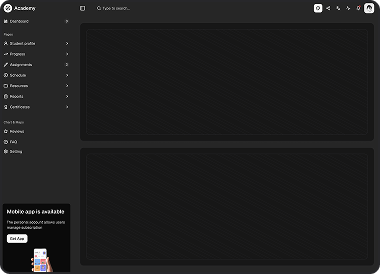 Academy
Type to search...
Dashboard
Pages
Student profile
Progress
Assignments
Schedule
Resources
Reports
Certificates
Chart & Maps
Reviews
FAQ
Setting
Mobile app is available
The personal account allows users
manage subscription
Get App